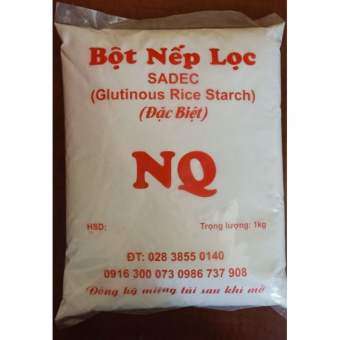 Bột Nếp Lọc
SADEC
(Glutinous Rice Starch)
(Đặc Biệt)
NQ
HSD:
Trọng lượng: 1kg
ĐT: 028 3855 0140
0916 300 073 0986 737 908
Đóng kỹ miệng túi sau khi mở